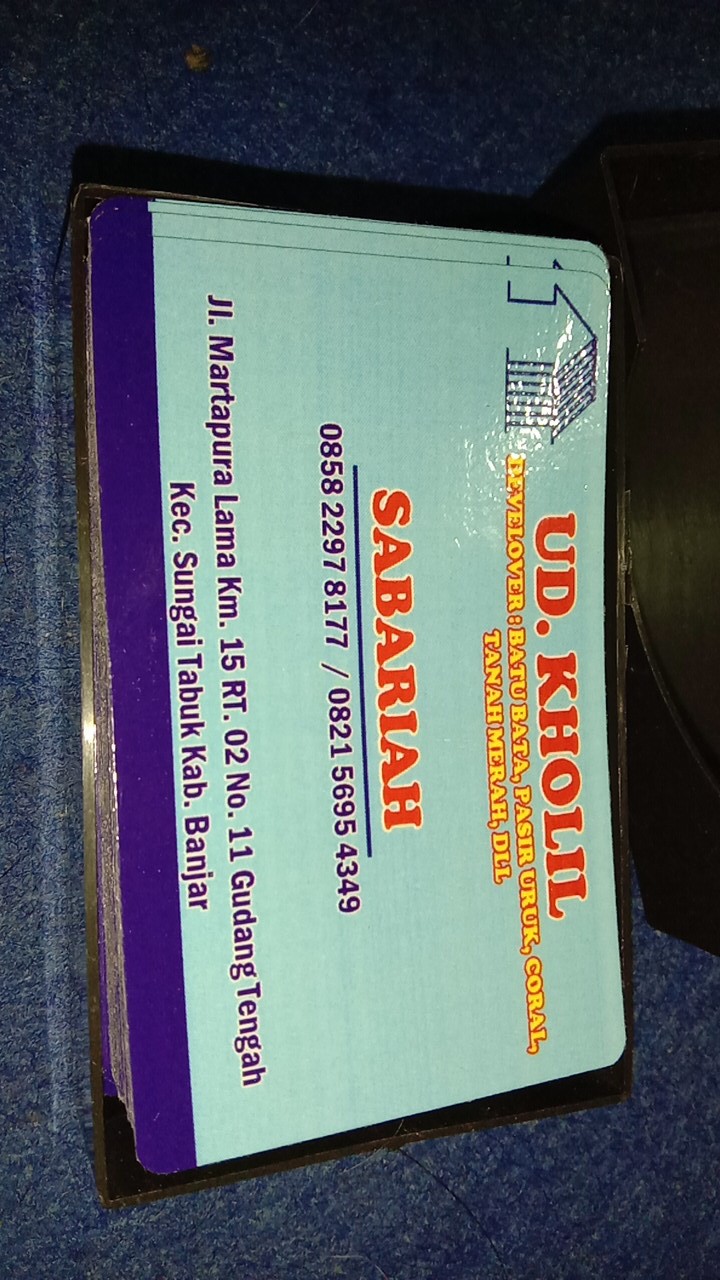 UD. KHOLIL
DEVELOVER : BATU BATA, PASIR URUK, CORAL,
TANAH MERAH, DLL
SABARIAH
0858 2297 8177 / 0821 5695 4349
Jl. Martapura Lama Km. 15 RT. 02 No. 11 Gudang Tengah
Kec. Sungai Tabuk Kab. Banjar